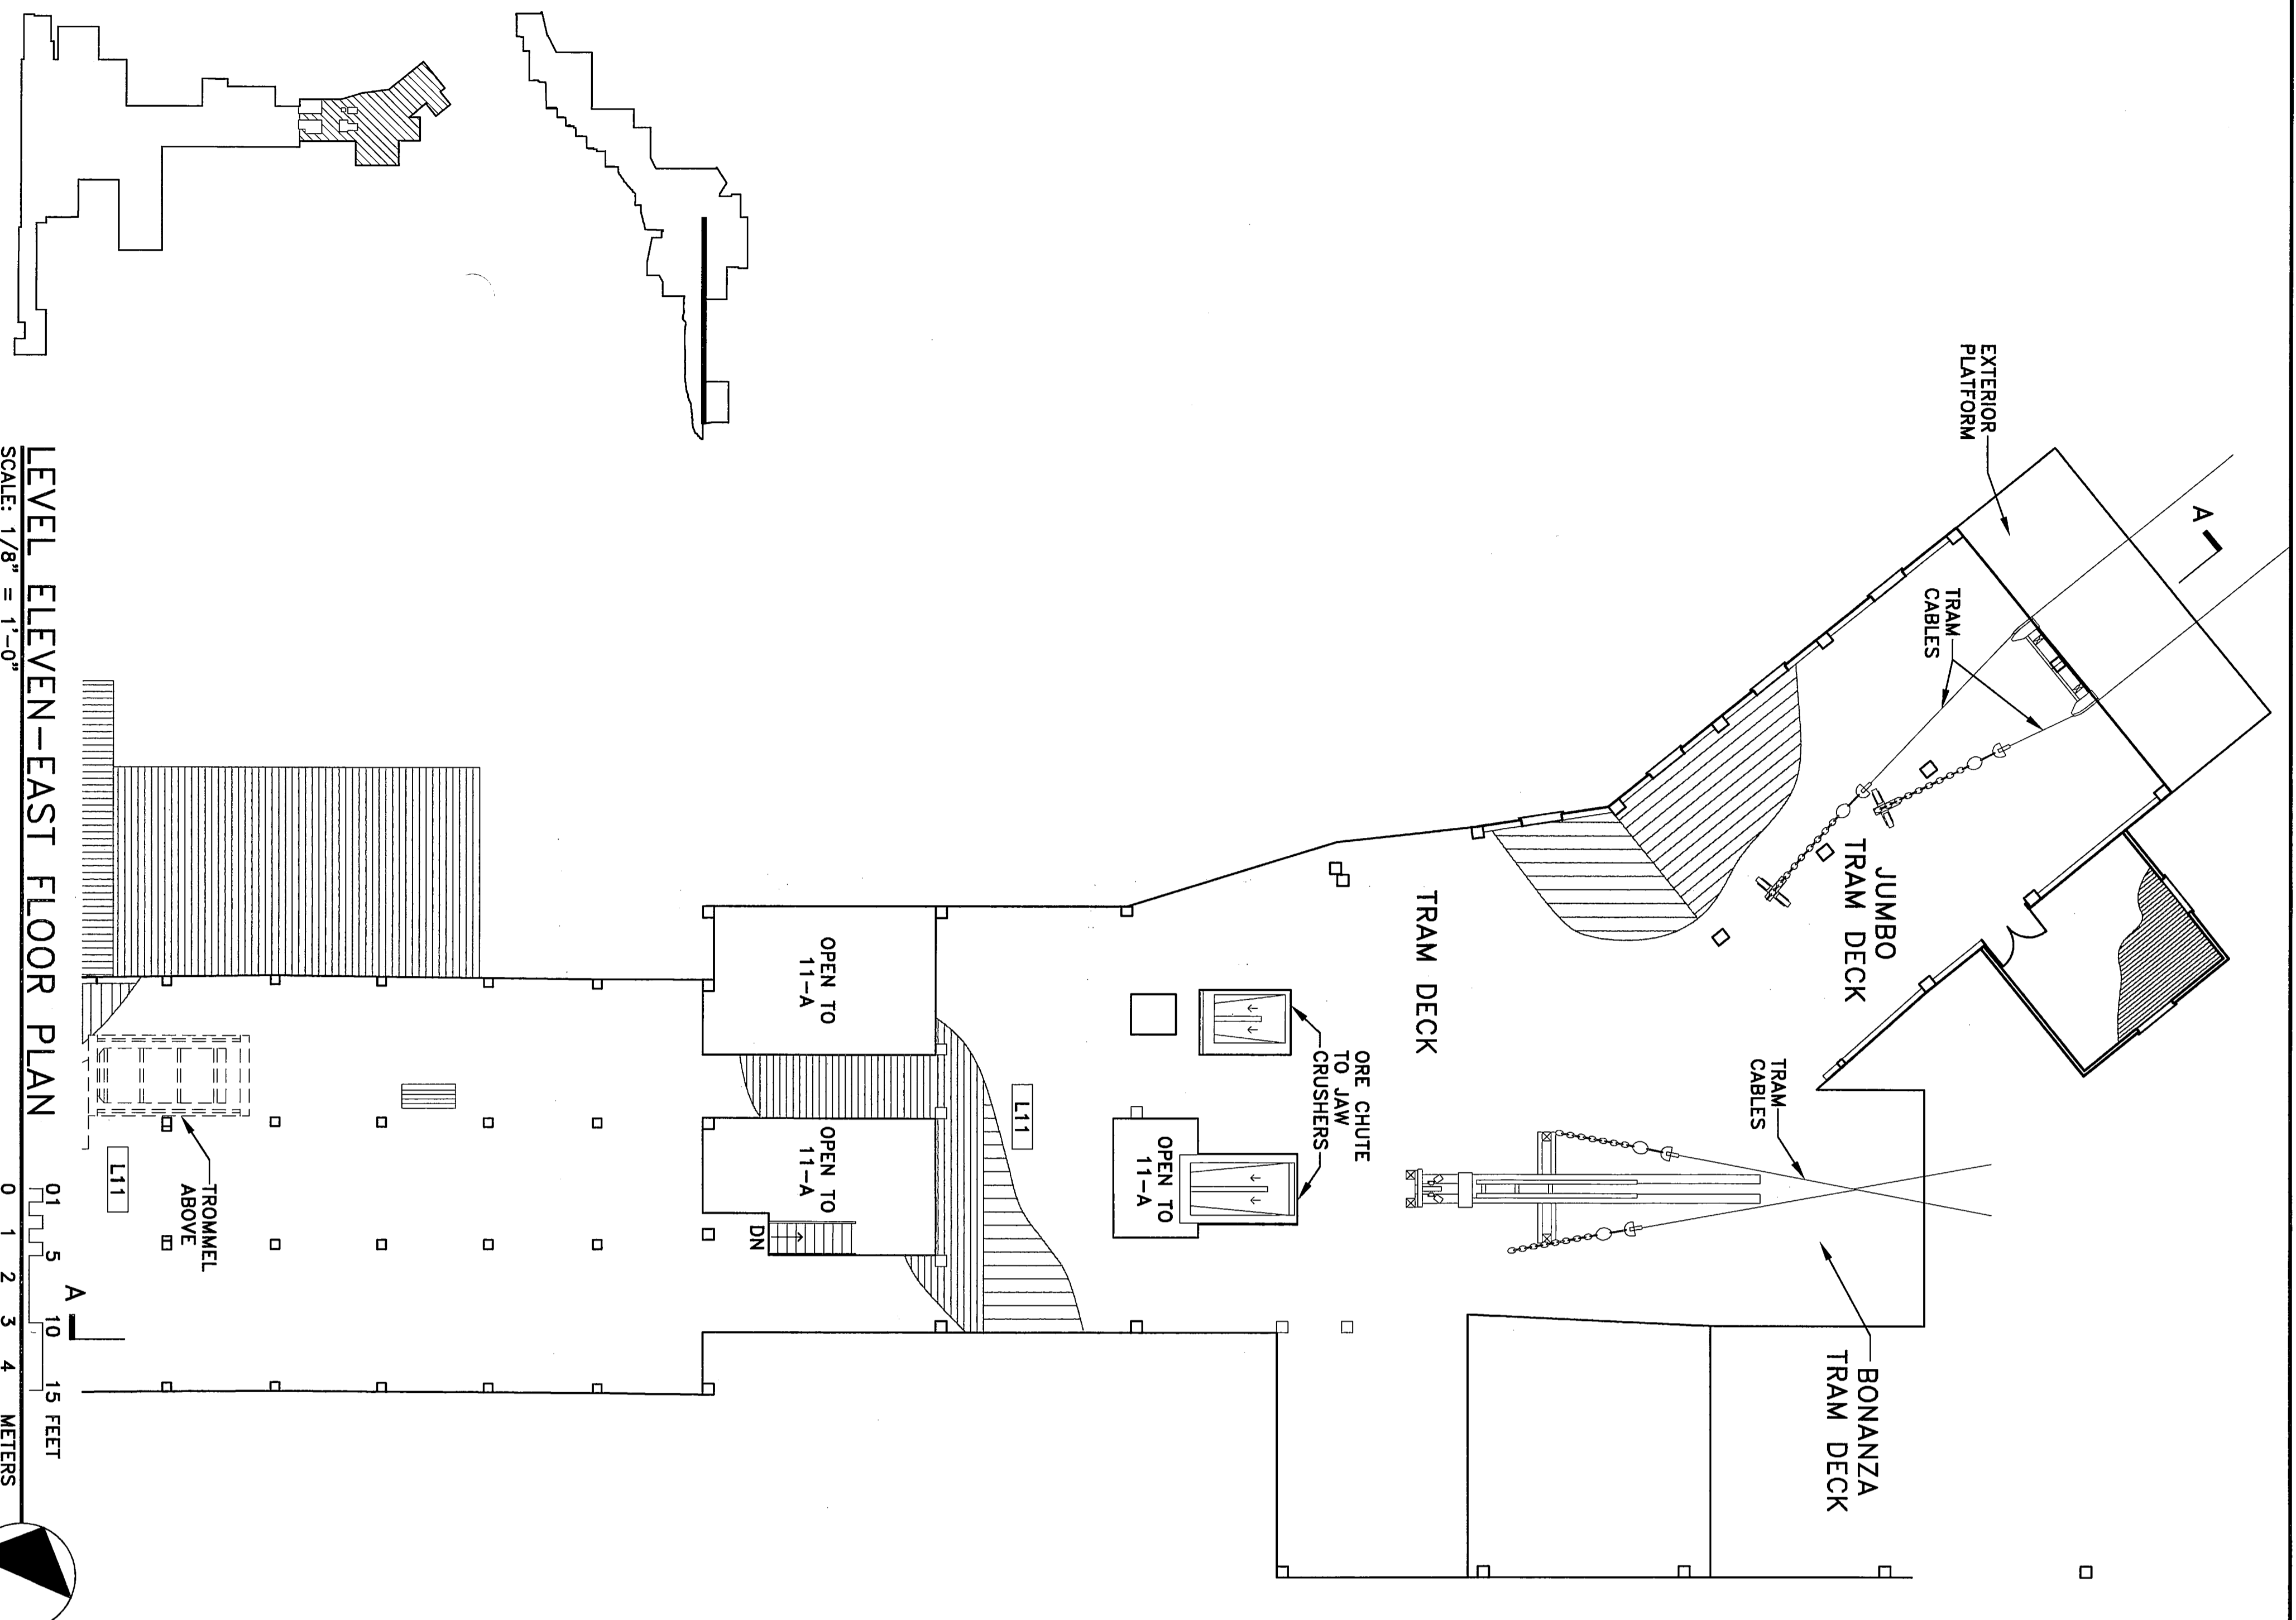 EXTERIOR
PLATFORM
A
TRAM
CABLES
JUMBO
TRAM DECK
TRAM
CABLES
BONANZA
TRAM DECK
TRAM DECK
ORE CHUTE
TO JAW
CRUSHERS
OPEN TO
11-A
L11
OPEN TO
11-A
OPEN TO
11-A
DN
TROMMEL
ABOVE
L11
A
LEVEL ELEVEN-EAST FLOOR PLAN
SCALE: 1/8" = 1'-0"
01 5 10 15 FEET
0 1 2 3 4 METERS